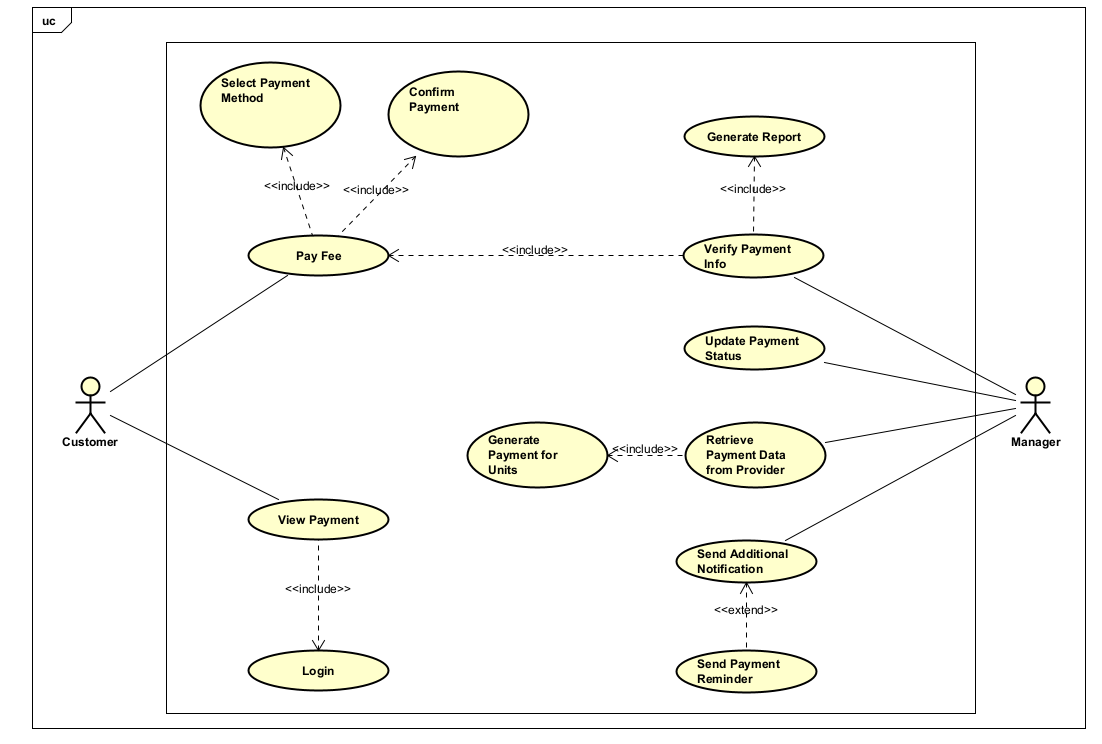 uc
Select Payment
Method
Confirm
Payment
Generate Report
<<include>>
<<include>>
<<include>>
Pay Fee
<<include>>
Verify Payment
Info
Update Payment
Status
Customer
Manager
Generate
Payment for
Units
<<include>>
Retrieve
Payment Data
from Provider
View Payment
Send Additional
Notification
<<include>>
<<extend>>
Login
Send Payment
Reminder